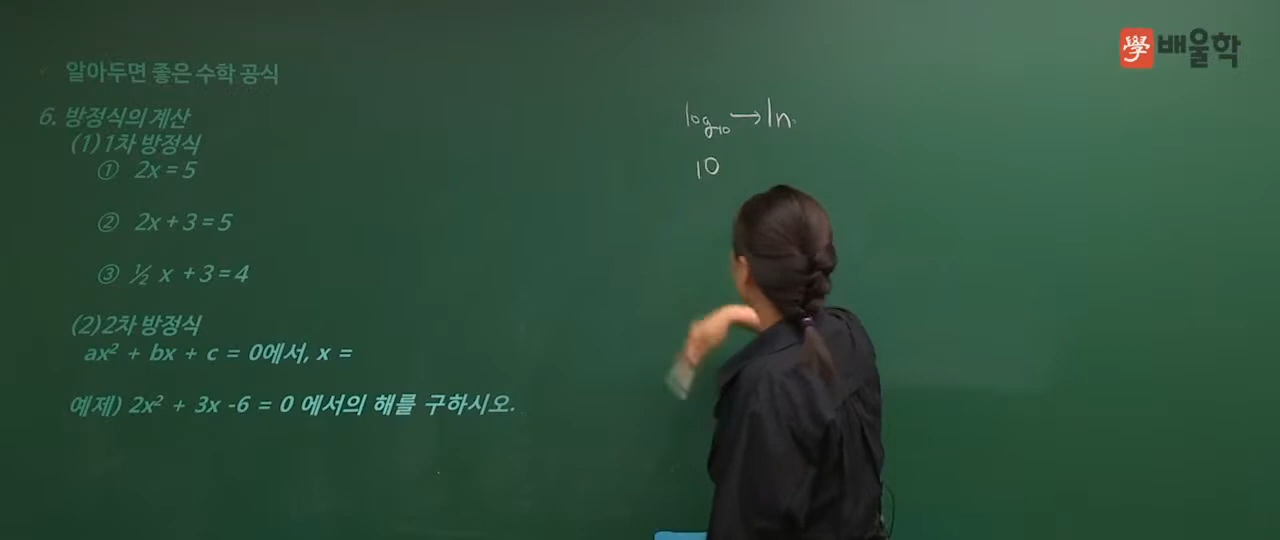 學 배울학
알아두면 좋은 수학 공식
6. 방정식의 계산
(1) 1차 방정식
① 2x = 5
② 2x + 3 = 5
③ ½ x + 3 = 4
(2) 2차 방정식
ax² + bx + c = 0에서, x =
예제) 2x² + 3x -6 = 0 에서의 해를 구하시오.
log₁₀ → ln
10